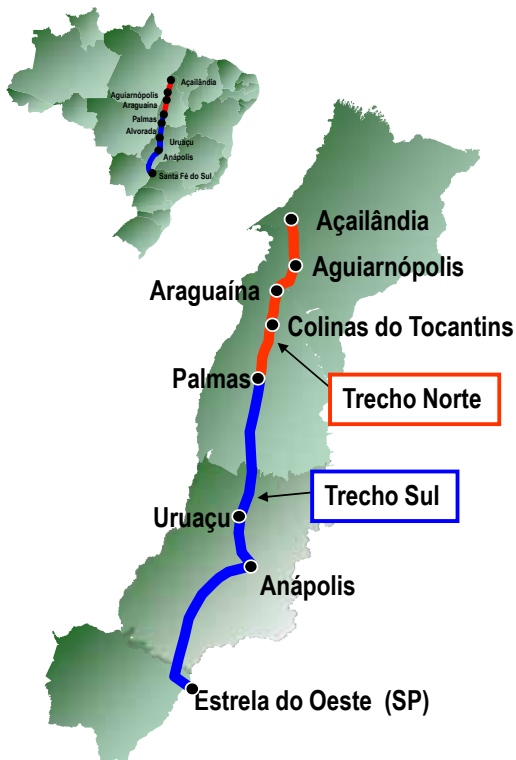 Açailândia
Aguiarnópolis
Araguaína
Palmas
Alvorada
Uruaçu
Anápolis
Santa Fé do Sul
Açailândia
Aguiarnópolis
Araguaína
Colinas do Tocantins
Palmas
Trecho Norte
Trecho Sul
Uruaçu
Anápolis
Estrela do Oeste (SP)